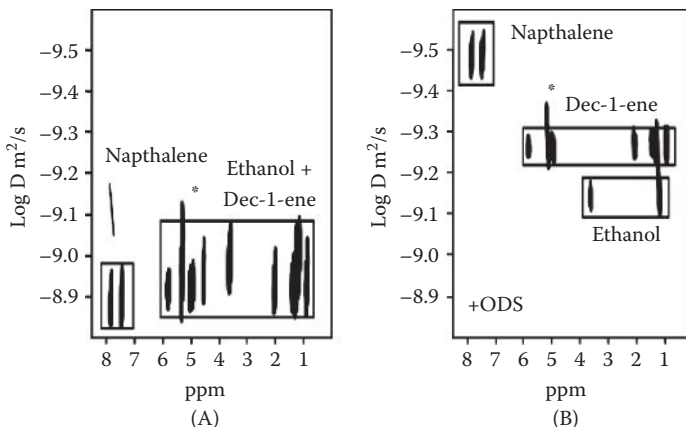 Log D m²/s
–9.5
–9.4
–9.3
–9.2
–9.1
–9.0
–8.9
Napthalene
*
Ethanol +
Dec-1-ene
8 7 6 5 4 3 2 1
ppm
(A)
Log D m²/s
–9.5
–9.4
–9.3
–9.2
–9.1
–9.0
–8.9
Napthalene
*
Dec-1-ene
Ethanol
+ODS
8 7 6 5 4 3 2 1
ppm
(B)